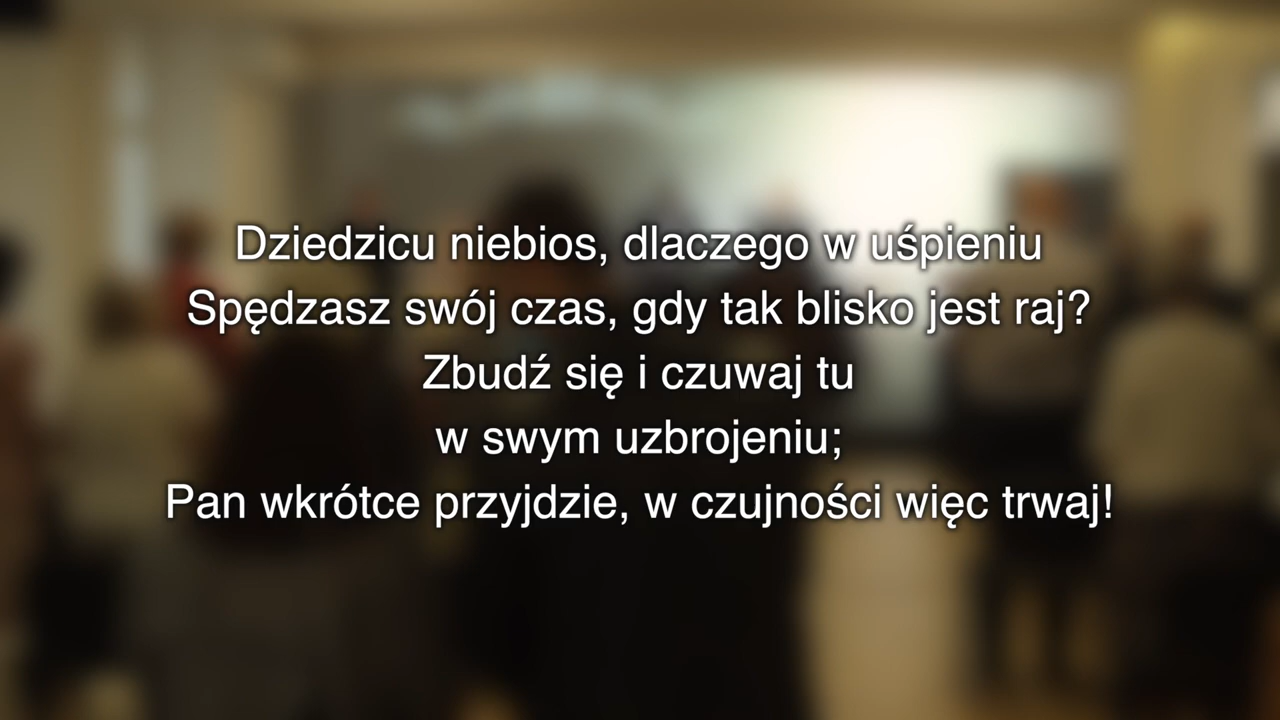 Dziedzicu niebios, dlaczego w uśpieniu
Spędzasz swój czas, gdy tak blisko jest raj?
Zbudź się i czuwaj tu
w swym uzbrojeniu;
Pan wkrótce przyjdzie, w czujności więc trwaj!